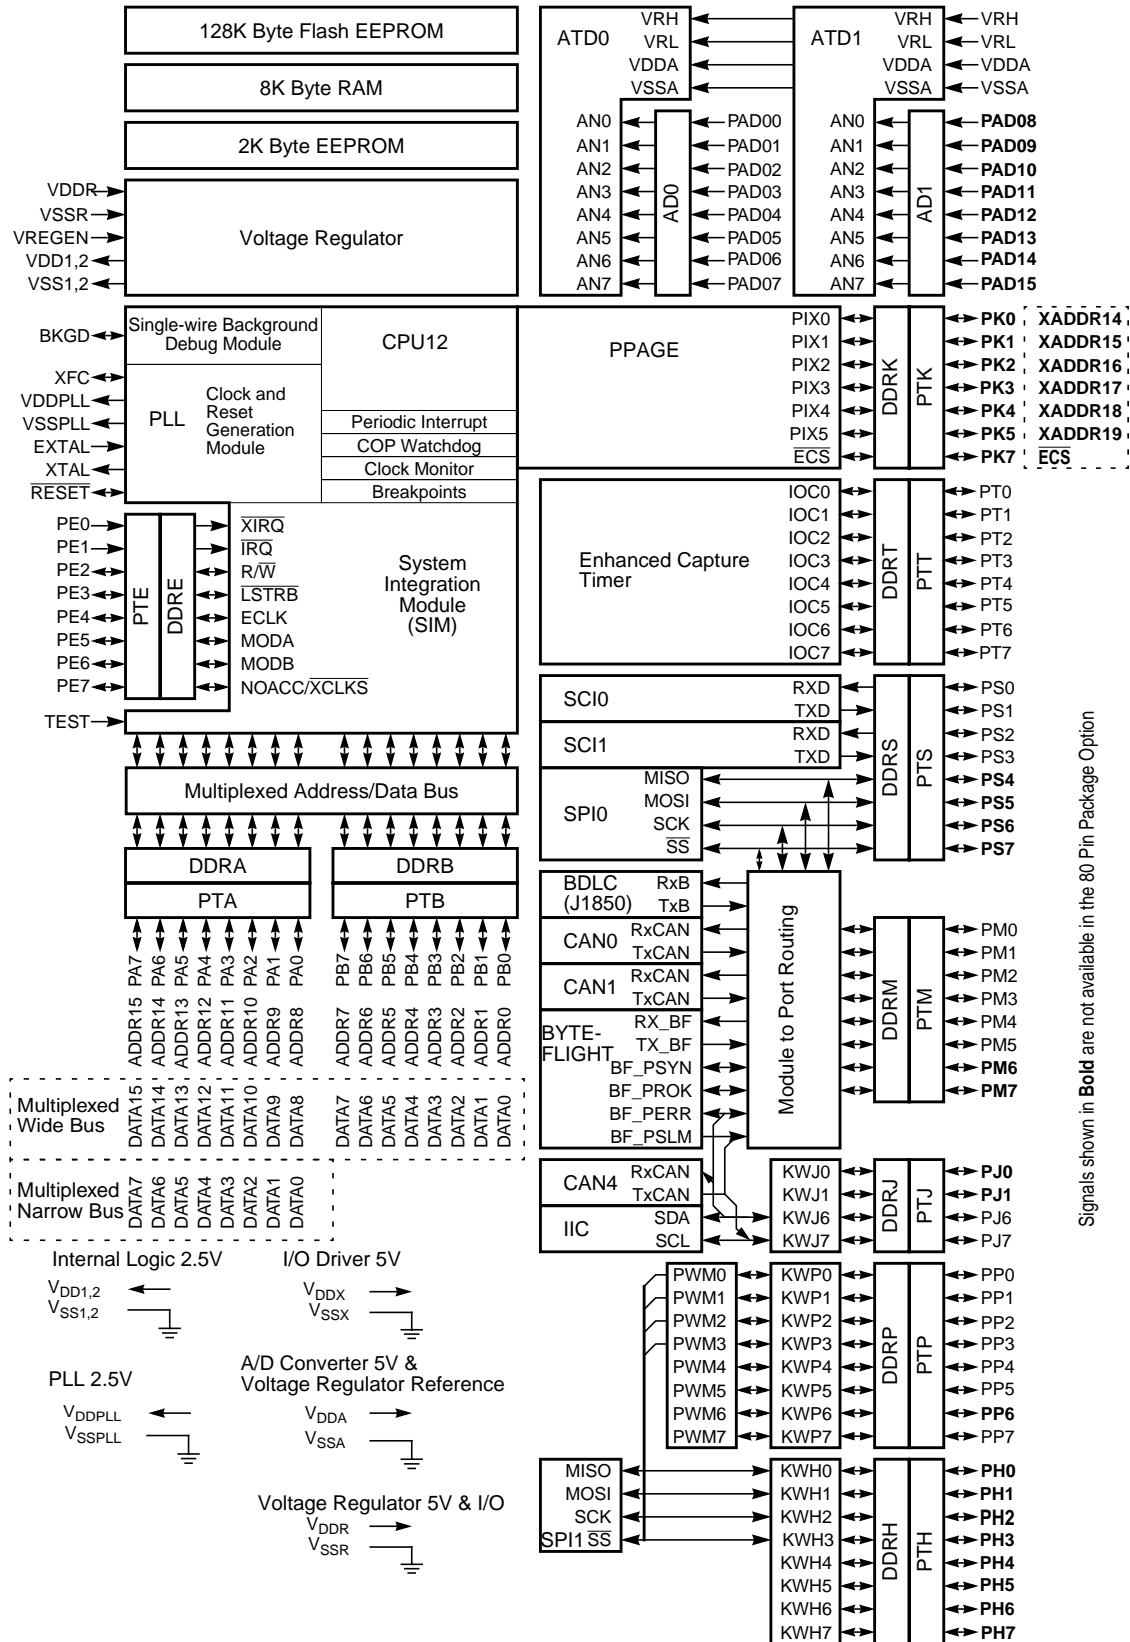 128K Byte Flash EEPROM
8K Byte RAM
2K Byte EEPROM
VDDR
VSSR
VREGEN
VDD1,2
VSS1,2
Voltage Regulator
BKGD
XFC
VDDPLL
VSSPLL
EXTAL
XTAL
RESET
Single-wire Background
Debug Module
CPU12
PLL
Clock and
Reset
Generation
Module
Periodic Interrupt
COP Watchdog
Clock Monitor
Breakpoints
PE0
PE1
PE2
PE3
PE4
PE5
PE6
PE7
TEST
PTE
DDRE
XIRQ
IRQ
R/W
LSTRB
ECLK
MODA
MODB
NOACC/XCLKS
System
Integration
Module
(SIM)
Multiplexed Address/Data Bus
DDRA
DDRB
PTA
PTB
PA7
PA6
PA5
PA4
PA3
PA2
PA1
PA0
PB7
PB6
PB5
PB4
PB3
PB2
PB1
PB0
ADDR15
ADDR14
ADDR13
ADDR12
ADDR11
ADDR10
ADDR9
ADDR8
ADDR7
ADDR6
ADDR5
ADDR4
ADDR3
ADDR2
ADDR1
ADDR0
Multiplexed
Wide Bus
DATA15
DATA14
DATA13
DATA12
DATA11
DATA10
DATA9
DATA8
DATA7
DATA6
DATA5
DATA4
DATA3
DATA2
DATA1
DATA0
Multiplexed
Narrow Bus
DATA7
DATA6
DATA5
DATA4
DATA3
DATA2
DATA1
DATA0
Internal Logic 2.5V
VDD1,2
VSS1,2
I/O Driver 5V
VDDX
VSSX
PLL 2.5V
VDDPLL
VSSPLL
A/D Converter 5V &
Voltage Regulator Reference
VDDA
VSSA
Voltage Regulator 5V & I/O
VDDR
VSSR
ATD0
VRH
VRL
VDDA
VSSA
AN0
AN1
AN2
AN3
AN4
AN5
AN6
AN7
AD0
PAD00
PAD01
PAD02
PAD03
PAD04
PAD05
PAD06
PAD07
ATD1
VRH
VRL
VDDA
VSSA
VRH
VRL
VDDA
VSSA
AN0
AN1
AN2
AN3
AN4
AN5
AN6
AN7
AD1
PAD08
PAD09
PAD10
PAD11
PAD12
PAD13
PAD14
PAD15
PPAGE
PIX0
PIX1
PIX2
PIX3
PIX4
PIX5
ECS
DDRK
PTK
PK0 XADDR14
PK1 XADDR15
PK2 XADDR16
PK3 XADDR17
PK4 XADDR18
PK5 XADDR19
PK7 ECS
Enhanced Capture
Timer
IOC0
IOC1
IOC2
IOC3
IOC4
IOC5
IOC6
IOC7
DDRT
PTT
PT0
PT1
PT2
PT3
PT4
PT5
PT6
PT7
SCI0
RXD
TXD
SCI1
RXD
TXD
SPI0
MISO
MOSI
SCK
SS
DDRS
PTS
PS0
PS1
PS2
PS3
PS4
PS5
PS6
PS7
BDLC
(J1850)
RxB
TxB
CAN0
RxCAN
TxCAN
CAN1
RxCAN
TxCAN
BYTE-
FLIGHT
RX_BF
TX_BF
BF_PSYN
BF_PROK
BF_PERR
BF_PSLM
Module to Port Routing
DDRM
PTM
PM0
PM1
PM2
PM3
PM4
PM5
PM6
PM7
CAN4
RxCAN
TxCAN
IIC
SDA
SCL
KWJ0
KWJ1
KWJ6
KWJ7
DDRJ
PTJ
PJ0
PJ1
PJ6
PJ7
PWM0
PWM1
PWM2
PWM3
PWM4
PWM5
PWM6
PWM7
KWP0
KWP1
KWP2
KWP3
KWP4
KWP5
KWP6
KWP7
DDRP
PTP
PP0
PP1
PP2
PP3
PP4
PP5
PP6
PP7
MISO
MOSI
SCK
SPI1 SS
KWH0
KWH1
KWH2
KWH3
KWH4
KWH5
KWH6
KWH7
DDRH
PTH
PH0
PH1
PH2
PH3
PH4
PH5
PH6
PH7
Signals shown in Bold are not available in the 80 Pin Package Option